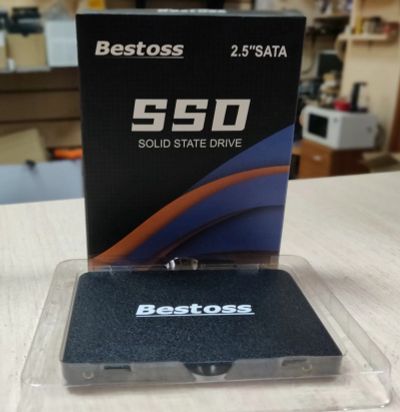 Bestoss
2.5"SATA
SSD
SOLID STATE DRIVE
Bestoss